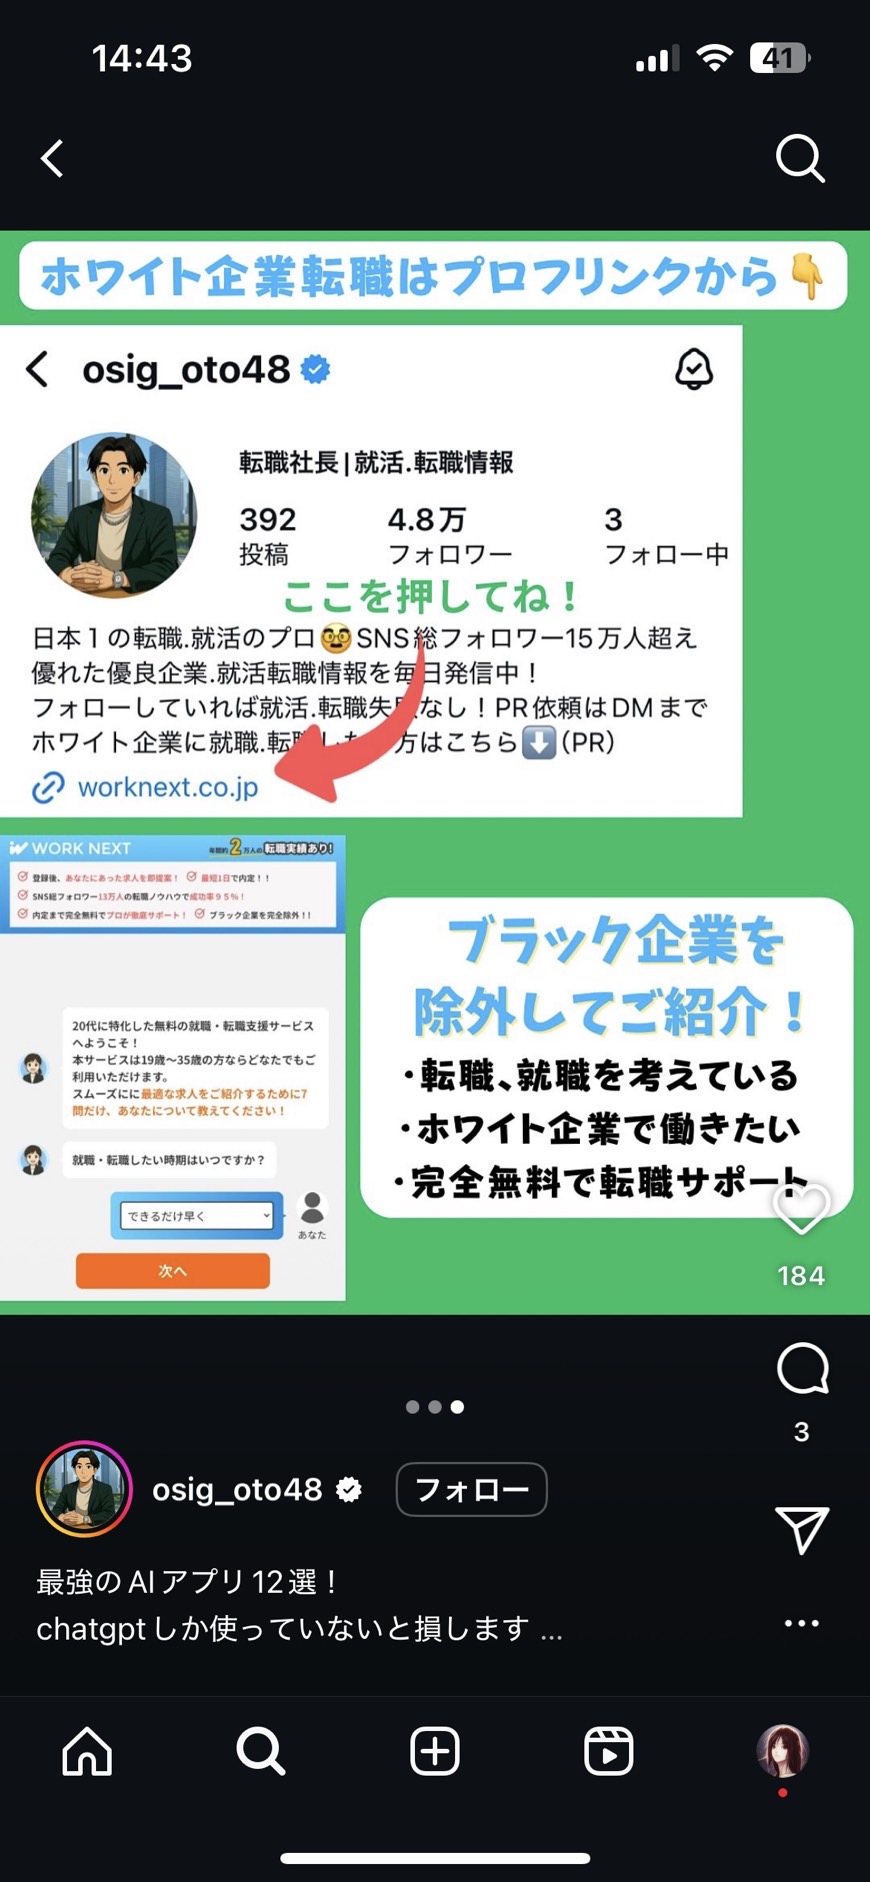 14:43
41
ホワイト企業転職はプロフリンクから👇
osig_oto48
転職社長|就活.転職情報
392 4.8万 3
投稿 フォロワー フォロー中
ここを押してね！
日本1の転職.就活のプロ🥸SNS総フォロワー15万人超え
優れた優良企業.就活転職情報を毎日発信中！
フォローしていれば就活.転職失敗なし！PR依頼はDMまで
ホワイト企業に就職.転職した 方はこちら⬇️(PR)
worknext.co.jp
WORK NEXT 年間約2万人の転職実績あり!
登録後、あなたにあった求人を即提案！ 最短1日で内定！！
SNS総フォロワー13万人の転職ノウハウで成功率95%！
内定まで完全無料でプロが徹底サポート！ ブラック企業を完全除外！！
20代に特化した無料の就職・転職支援サービス
へようこそ！
本サービスは19歳〜35歳の方ならどなたでもご
利用いただけます。
スムーズにに最適な求人をご紹介するために7
問だけ、あなたについて教えてください！
就職・転職したい時期はいつですか？
できるだけ早く
あなた
次へ
ブラック企業を
除外してご紹介！
・転職、就職を考えている
・ホワイト企業で働きたい
・完全無料で転職サポート
184
3
osig_oto48 フォロー
最強のAIアプリ12選！
chatgptしか使っていないと損します ...